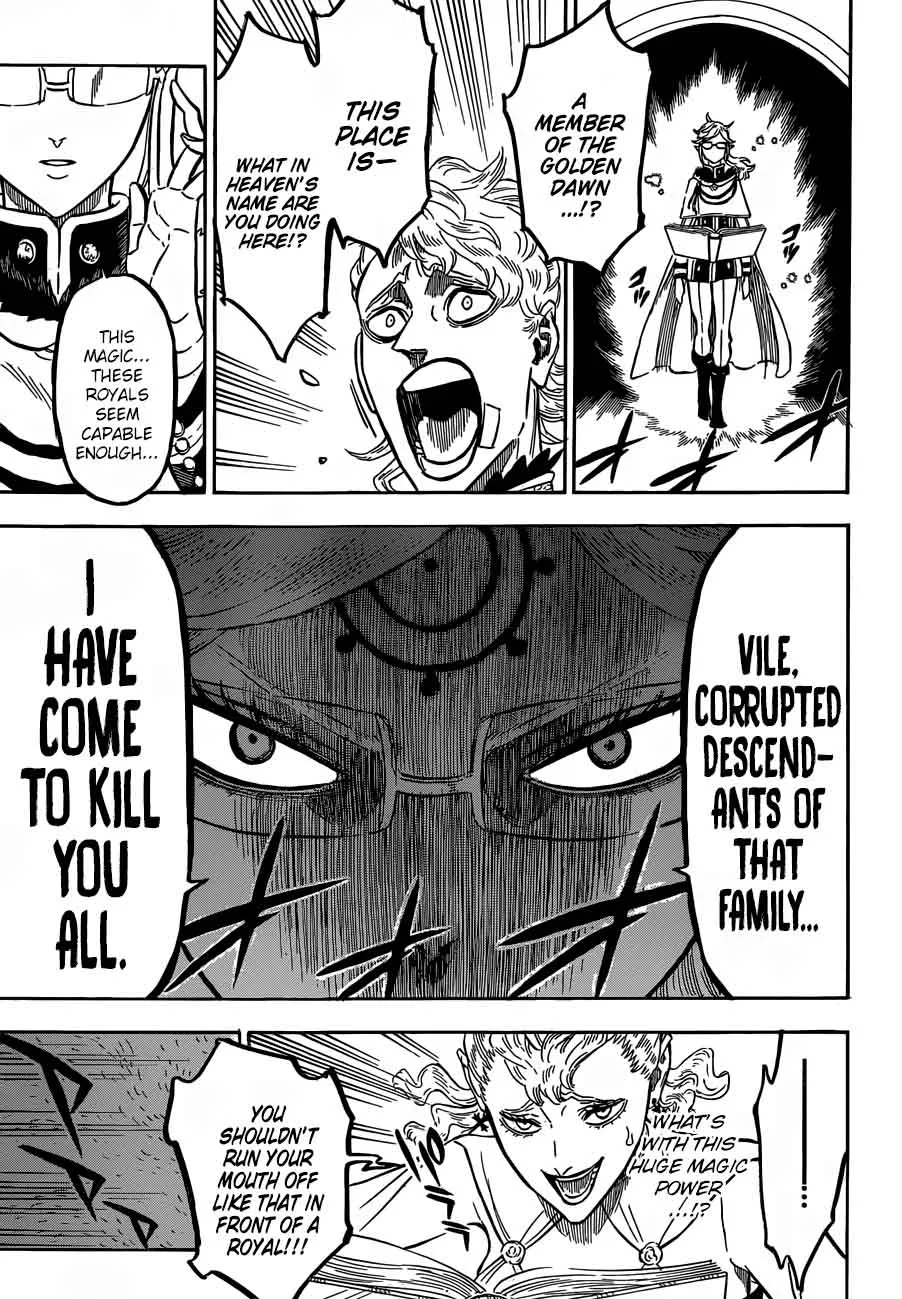 A
MEMBER
OF THE
GOLDEN
DAWN
...!?
THIS
PLACE
IS—
WHAT IN
HEAVEN'S
NAME ARE
YOU DOING
HERE!?
THIS
MAGIC...
THESE
ROYALS
SEEM
CAPABLE
ENOUGH...
VILE,
CORRUPTED
DESCEND-
ANTS OF
THAT
FAMILY...
I
HAVE
COME
TO KILL
YOU
ALL.
..........
WHAT'S
WITH THIS
HUGE MAGIC
POWER
....!?
YOU
SHOULDN'T
RUN YOUR
MOUTH OFF
LIKE THAT IN
FRONT OF A
ROYAL!!!